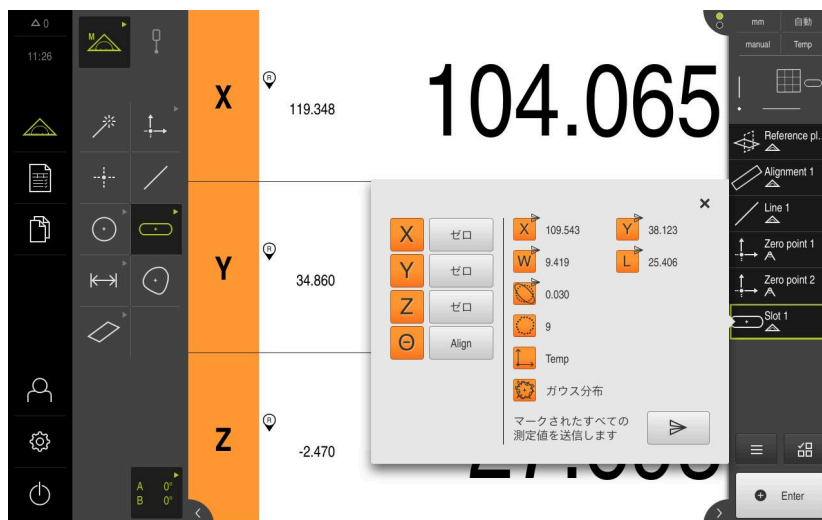 0
11:26
M
A 0°
B 0°
X
R
119.348
104.065
Y
R
34.860
Z
R
-2.470
X ゼロ
Y ゼロ
Z ゼロ
Θ Align
X 109.543 Y 38.123
W 9.419 L 25.406
0.030
9
Temp
ガウス分布
マークされたすべての
測定値を送信します
mm 自動
manual Temp
Reference pl...
Alignment 1
Line 1
Zero point 1
Zero point 2
Slot 1
Enter